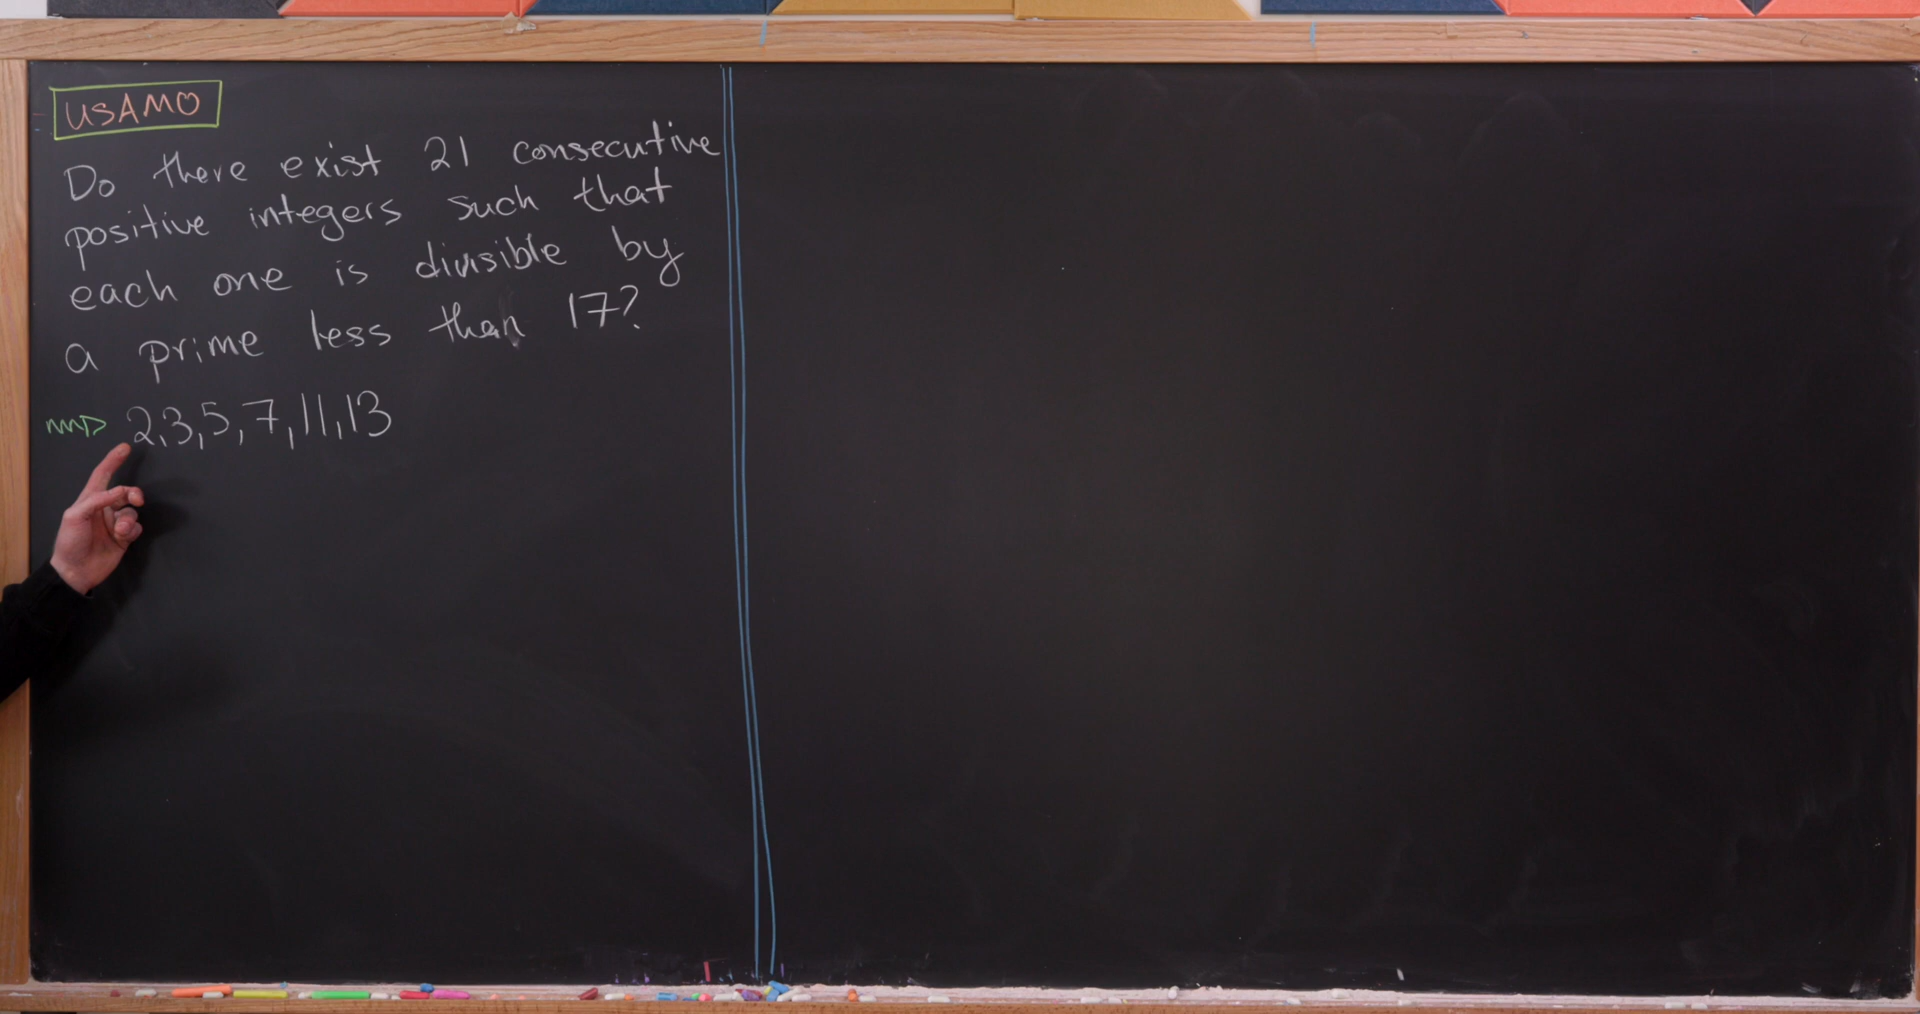 USAMO
Do there exist 21 consecutive
positive integers such that
each one is divisible by
a prime less than 17?
2,3,5,7,11,13